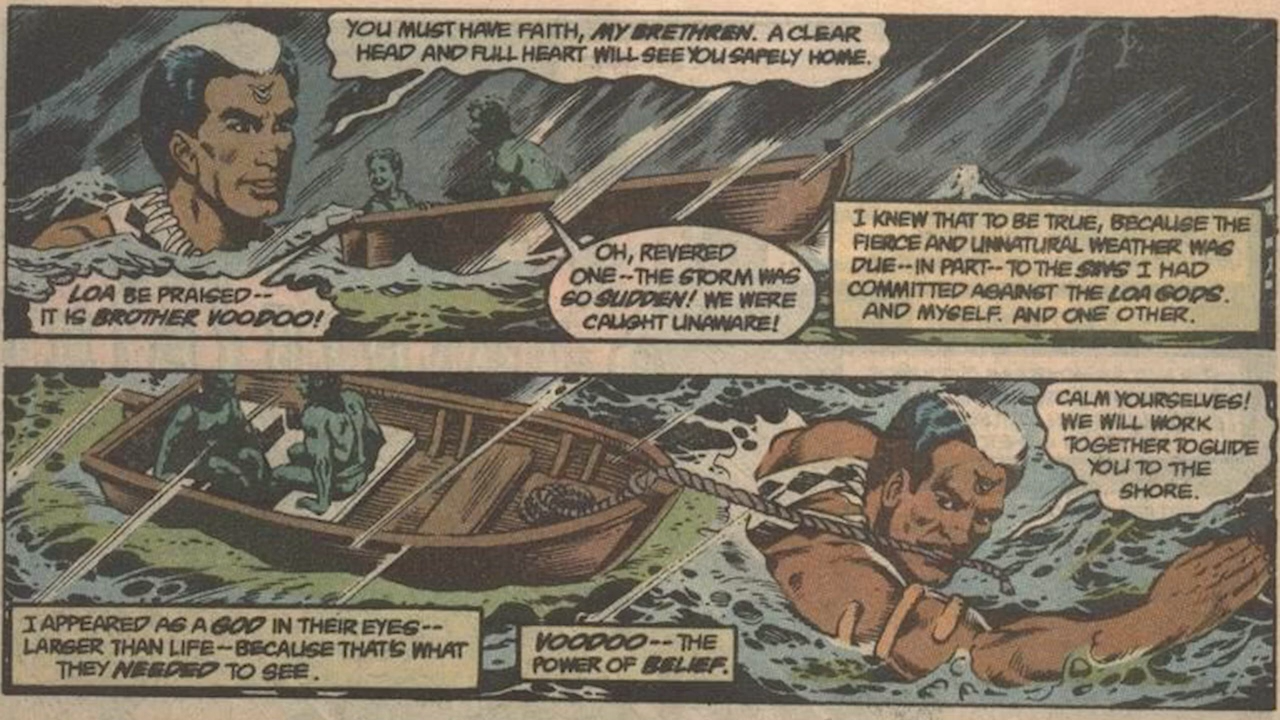 YOU MUST HAVE FAITH, MY BRETHREN. A CLEAR
HEAD AND FULL HEART WILL SEE YOU SAFELY HOME.
LOA BE PRAISED--
IT IS BROTHER VOODOO!
OH, REVERED
ONE--THE STORM WAS
SO SUDDEN! WE WERE
CAUGHT UNAWARE!
I KNEW THAT TO BE TRUE, BECAUSE THE
FIERCE AND UNNATURAL WEATHER WAS
DUE--IN PART--TO THE SINS I HAD
COMMITTED AGAINST THE LOA GODS.
AND MYSELF. AND ONE OTHER.
CALM YOURSELVES!
WE WILL WORK
TOGETHER TO GUIDE
YOU TO THE
SHORE.
I APPEARED AS A GOD IN THEIR EYES--
LARGER THAN LIFE--BECAUSE THAT'S WHAT
THEY NEEDED TO SEE.
VOODOO--THE
POWER OF BELIEF.